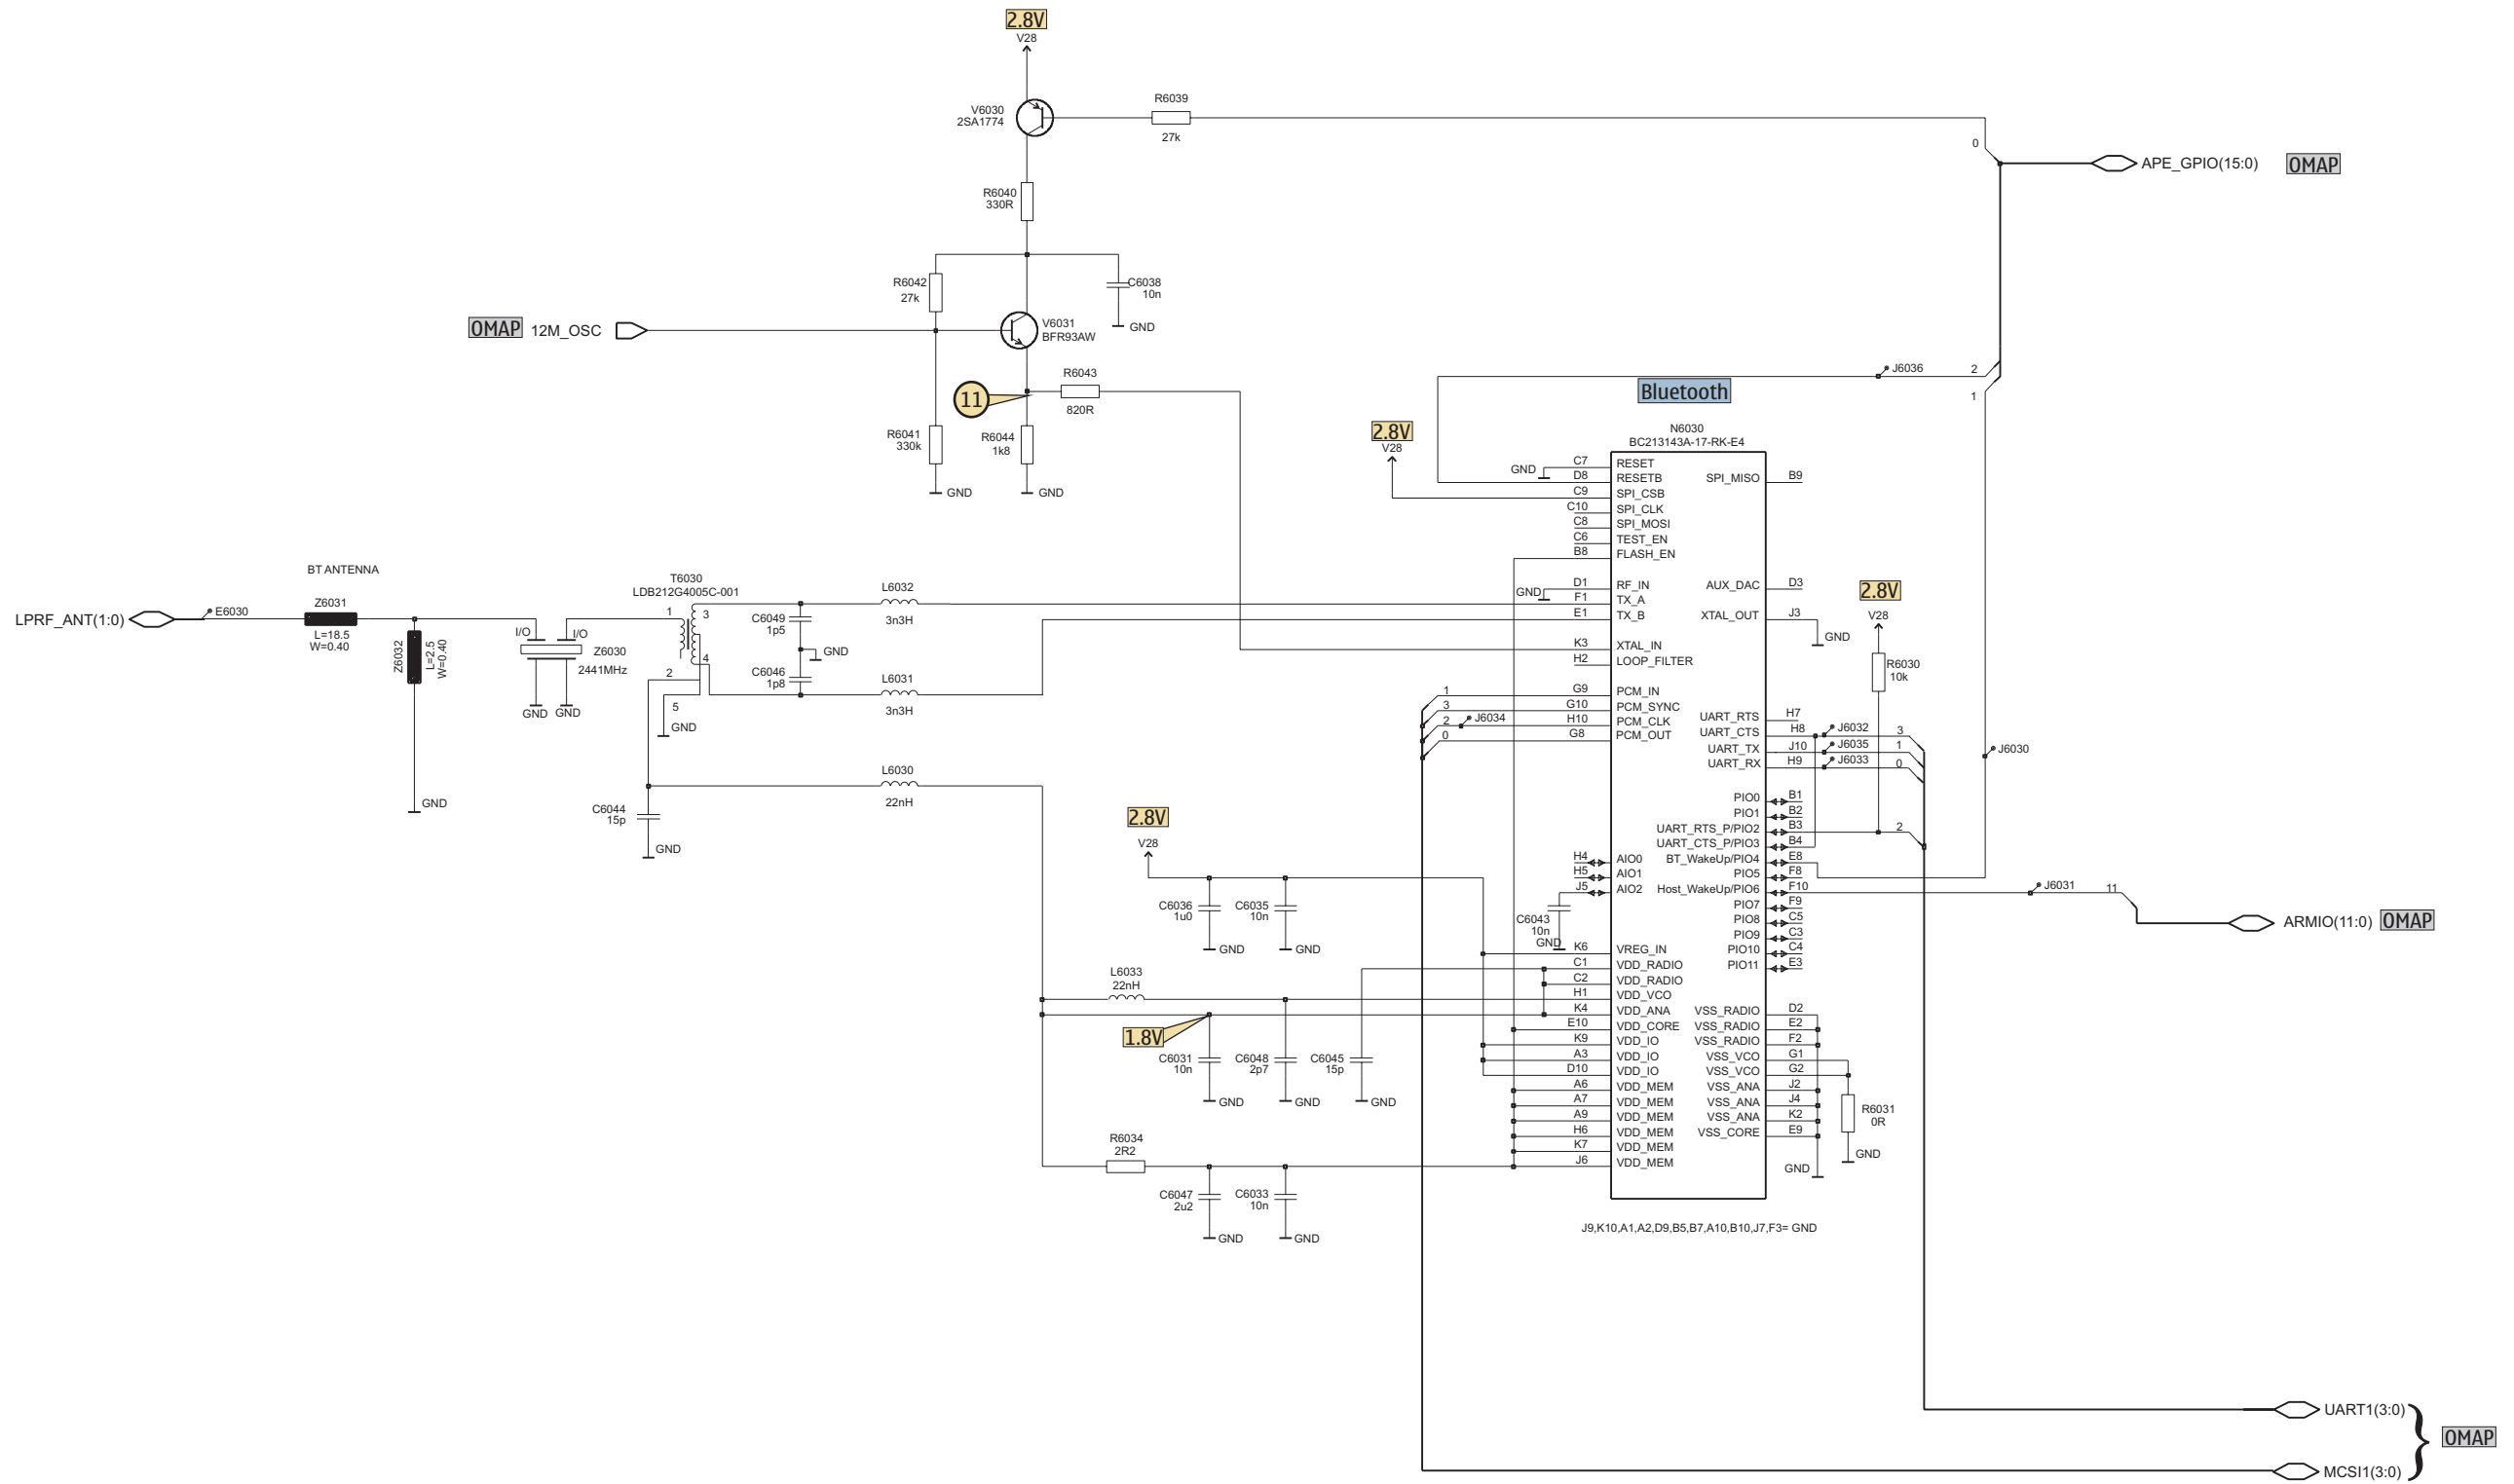 2.8V
V28
V6030
2SA1774
R6039
27k
0
APE_GPIO(15:0)
OMAP
R6040
330R
R6042
27k
C6038
10n
GND
OMAP
12M_OSC
V6031
BFR93AW
11
R6043
820R
R6041
330k
R6044
1k8
GND
GND
J6036
2
1
Bluetooth
2.8V
V28
N6030
BC213143A-17-RK-E4
GND
C7
RESET
D8
RESETB
C9
SPI_CSB
C10
SPI_CLK
C8
SPI_MOSI
C6
TEST_EN
B8
FLASH_EN
SPI_MISO
B9
GND
D1
RF_IN
F1
TX_A
E1
TX_B
AUX_DAC
D3
XTAL_OUT
J3
GND
K3
XTAL_IN
H2
LOOP_FILTER
2.8V
V28
R6030
10k
BT ANTENNA
LPRF_ANT(1:0)
E6030
Z6031
L=18.5
W=0.40
Z6032
L=2.5
W=0.40
GND
I/O
I/O
Z6030
2441MHz
GND
GND
T6030
LDB212G4005C-001
1
3
4
2
5
GND
C6049
1p5
GND
C6046
1p8
L6032
3n3H
L6031
3n3H
L6030
22nH
C6044
15p
GND
1
G9
PCM_IN
3
G10
PCM_SYNC
2
J6034
H10
PCM_CLK
0
G8
PCM_OUT
UART_RTS
H7
UART_CTS
H8
J6032
3
UART_TX
J10
J6035
1
UART_RX
H9
J6033
0
J6030
PIO0
B1
PIO1
B2
UART_RTS_P/PIO2
B3
2
UART_CTS_P/PIO3
B4
BT_WakeUp/PIO4
E8
PIO5
F8
Host_WakeUp/PIO6
F10
J6031
11
PIO7
F9
PIO8
C5
PIO9
C3
PIO10
C4
PIO11
E3
ARMIO(11:0)
OMAP
H4
AIO0
H5
AIO1
J5
AIO2
C6043
10n
GND
2.8V
V28
C6036
1u0
GND
C6035
10n
GND
K6
VREG_IN
C1
VDD_RADIO
C2
VDD_RADIO
H1
VDD_VCO
K4
VDD_ANA
E10
VDD_CORE
K9
VDD_IO
A3
VDD_IO
D10
VDD_IO
A6
VDD_MEM
A7
VDD_MEM
A9
VDD_MEM
H6
VDD_MEM
K7
VDD_MEM
J6
VDD_MEM
L6033
22nH
1.8V
C6031
10n
GND
C6048
2p7
GND
C6045
15p
GND
R6034
2R2
C6047
2u2
GND
C6033
10n
GND
VSS_RADIO
D2
VSS_RADIO
E2
VSS_RADIO
F2
VSS_VCO
G1
VSS_VCO
G2
VSS_ANA
J2
VSS_ANA
J4
VSS_ANA
K2
VSS_CORE
E9
GND
R6031
0R
GND
J9,K10,A1,A2,D9,B5,B7,A10,B10,J7,F3= GND
UART1(3:0)
OMAP
MCSI1(3:0)